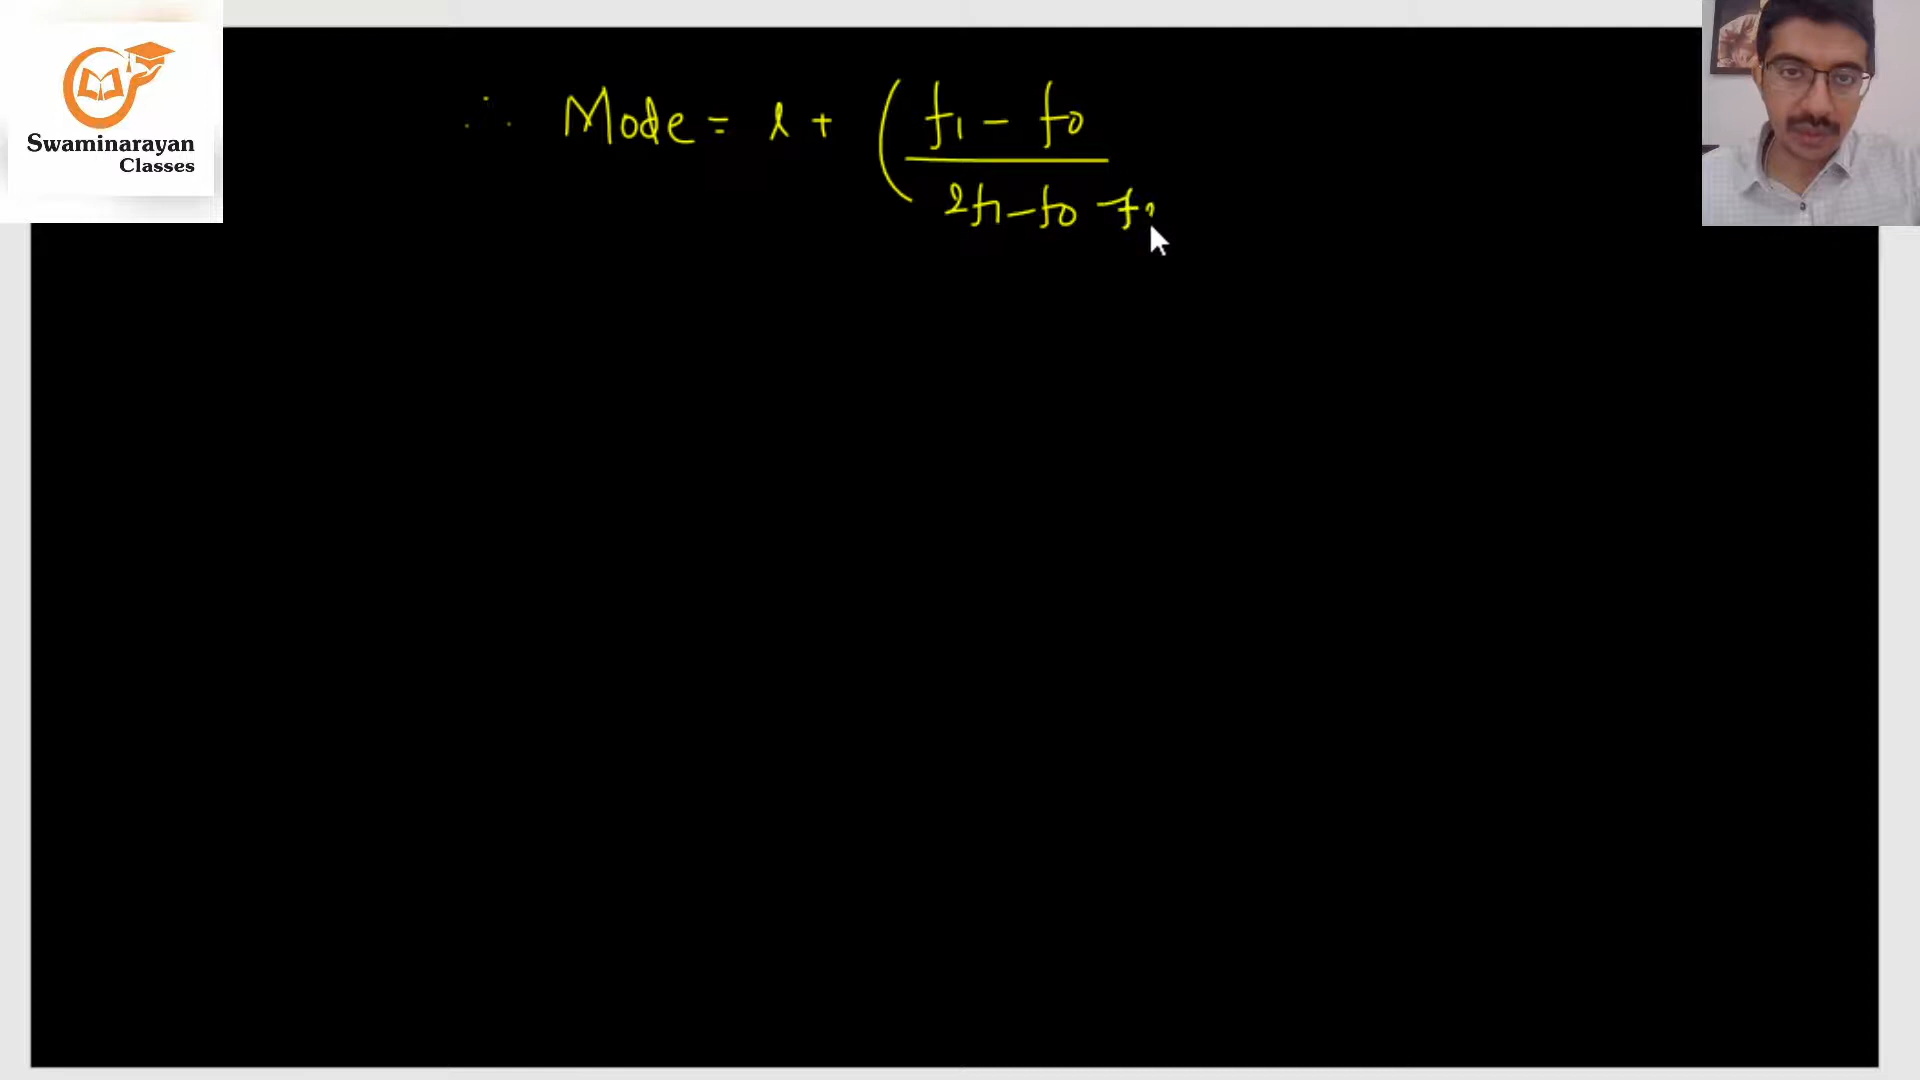 Swaminarayan
Classes
∴ Mode = l + ( f1 - f0
2f1 - f0 - f2